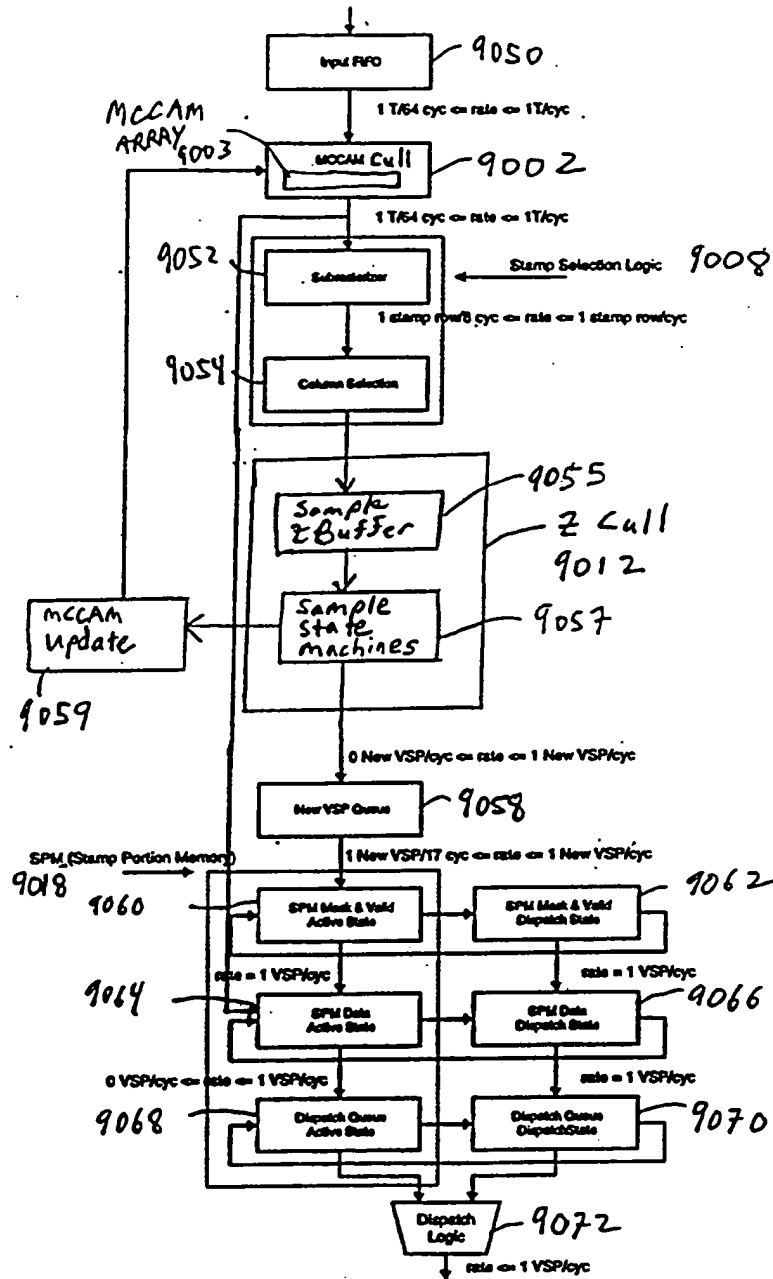 Input FIFO
9050
1 T/64 cyc <= rate <= 1T/cyc
MCCAM
ARRAY
9003
MCCAM Cull
9002
1 T/64 cyc <= rate <= 1T/cyc
9052
Subrasterizer
Stamp Selection Logic
9008
1 stamp row/8 cyc <= rate <= 1 stamp row/cyc
9054
Column Selection
9055
Sample
Z Buffer
Z Cull
9012
Sample
State
machines
9057
MCCAM
Update
9059
0 New VSP/cyc <= rate <= 1 New VSP/cyc
New VSP Queue
9058
SPM (Stamp Portion Memory)
1 New VSP/17 cyc <= rate <= 1 New VSP/cyc
9018
9060
SPM Mask & Valid
Active State
SPM Mask & Valid
Dispatch State
9062
rate = 1 VSP/cyc
rate = 1 VSP/cyc
9064
SPM Data
Active State
SPM Data
Dispatch State
9066
0 VSP/cyc <= rate <= 1 VSP/cyc
rate = 1 VSP/cyc
9068
Dispatch Queue
Active State
Dispatch Queue
DispatchState
9070
Dispatch
Logic
9072
rate <= 1 VSP/cyc